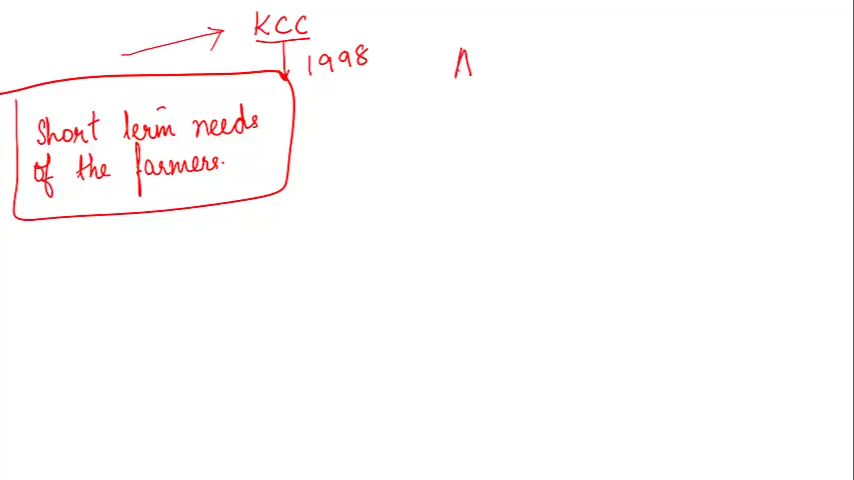 KCC
1998
Short term needs
of the farmers.